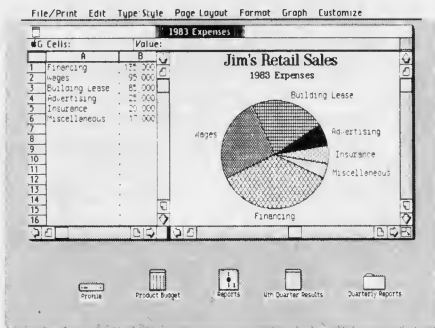 File/Print Edit Type Style Page Layout Format Graph Customize
1983 Expenses
G Cells: Value:
A B
1 Financing
2 Wages 95 000
3 Building Lease
4 Advertising
5 Insurance
6 Miscellaneous
7
8
9
10
11
12
13
14
15
16
Jim's Retail Sales
1983 Expenses
Building Lease
Wages
Advertising
Insurance
Miscellaneous
Financing
Profile
Product Budget
Reports
4th Quarter Results
Quarterly Reports